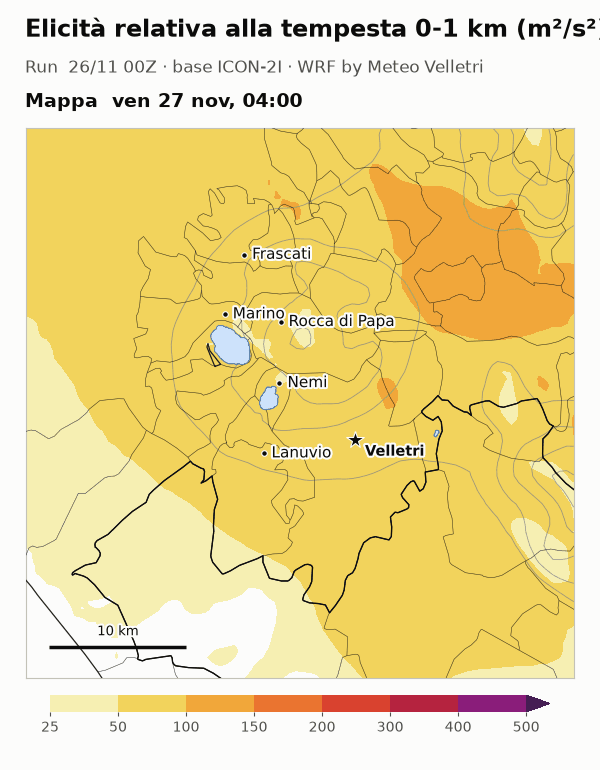 Elicità relativa alla tempesta 0-1 km (m²/s²)
Run 26/11 00Z · base ICON-2I · WRF by Meteo Velletri
Mappa ven 27 nov, 04:00
Frascati
Marino
Rocca di Papa
Nemi
Velletri
Lanuvio
10 km
25 50 100 150 200 300 400 500